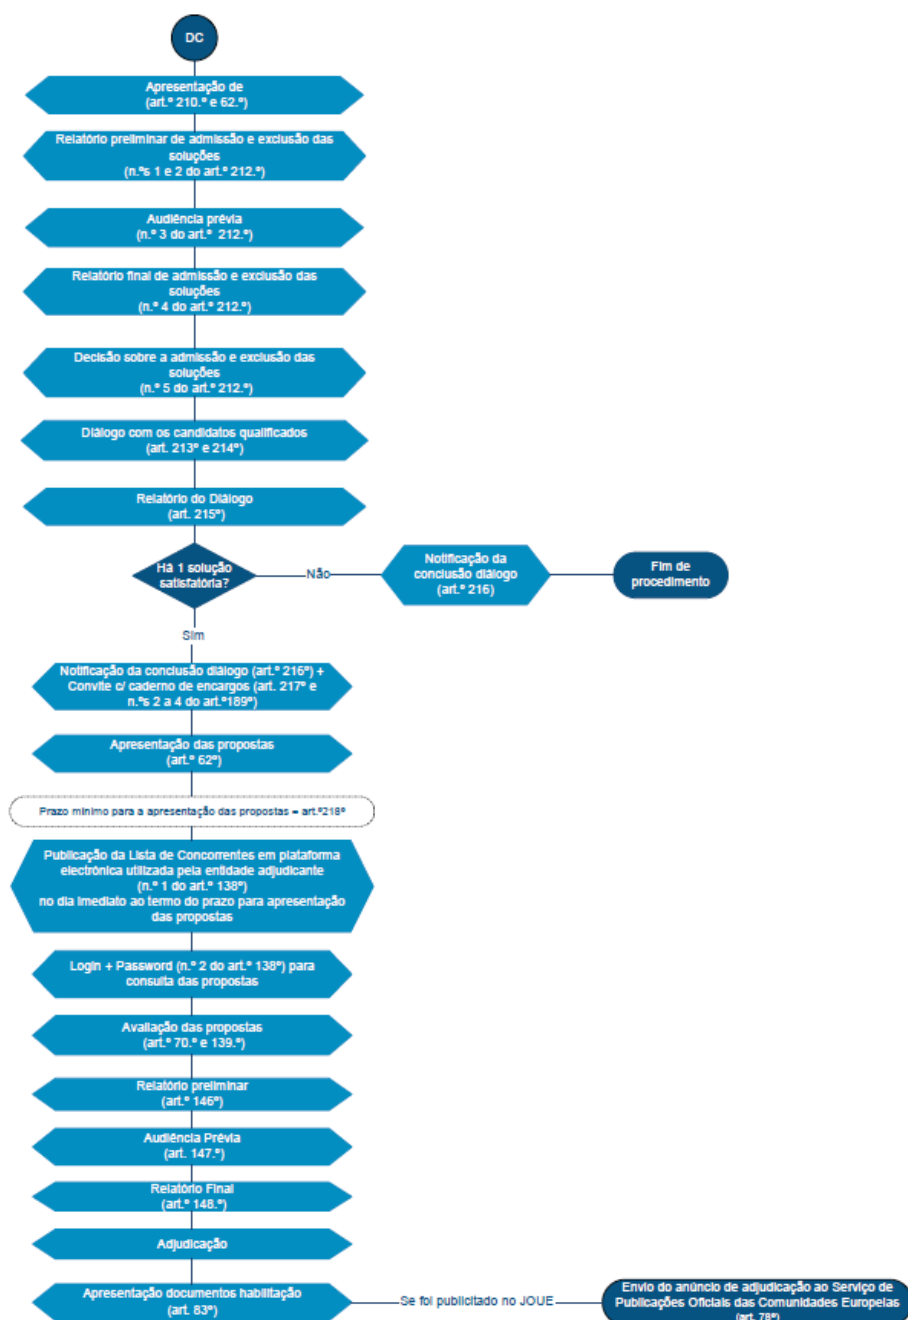 DC
Apresentação de
(art.º 210.º e 62.º)
Relatório preliminar de admissão e exclusão das
soluções
(n.ºs 1 e 2 do art.º 212.º)
Audiência prévia
(n.º 3 do art.º 212.º)
Relatório final de admissão e exclusão das
soluções
(n.º 4 do art.º 212.º)
Decisão sobre a admissão e exclusão das
soluções
(n.º 5 do art.º 212.º)
Diálogo com os candidatos qualificados
(art. 213º e 214º)
Relatório do Diálogo
(art. 215º)
Há 1 solução
satisfatória?
Não
Notificação da
conclusão diálogo
(art.º 216)
Fim de
procedimento
Sim
Notificação da conclusão diálogo (art.º 216º) +
Convite c/ caderno de encargos (art. 217º e
n.ºs 2 a 4 do art.º189º)
Apresentação das propostas
(art.º 62º)
Prazo mínimo para a apresentação das propostas = art.º218º
Publicação da Lista de Concorrentes em plataforma
electrónica utilizada pela entidade adjudicante
(n.º 1 do art.º 138º)
no dia imediato ao termo do prazo para apresentação
das propostas
Login + Password (n.º 2 do art.º 138º) para
consulta das propostas
Avaliação das propostas
(art.º 70.º e 139.º)
Relatório preliminar
(art.º 146º)
Audiência Prévia
(art. 147.º)
Relatório Final
(art.º 148.º)
Adjudicação
Apresentação documentos habilitação
(art. 83º)
Se foi publicitado no JOUE
Envio do anúncio de adjudicação ao Serviço de
Publicações Oficiais das Comunidades Europeias
(art. 78º)